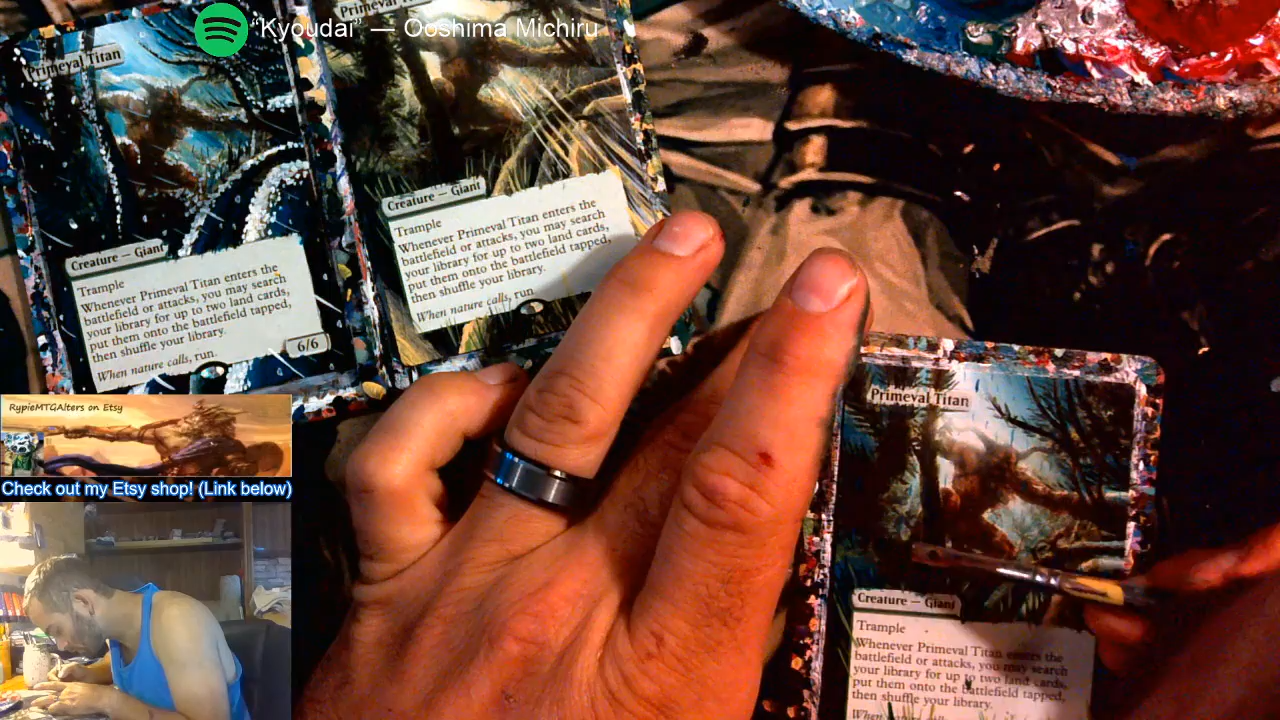 "Kyoudai" — Ooshima Michiru
Primeval Titan
Creature — Giant
Trample
Whenever Primeval Titan enters the
battlefield or attacks, you may search
your library for up to two land cards,
put them onto the battlefield tapped,
then shuffle your library.
When nature calls, run.
6/6
Primeval
Creature — Giant
Trample
Whenever Primeval Titan enters the
battlefield or attacks, you may search
your library for up to two land cards,
put them onto the battlefield tapped,
then shuffle your library.
When nature calls, run.
RypieMTGAlters on Etsy
Check out my Etsy shop! (Link below)
Primeval Titan
Creature — Giant
Trample
Whenever Primeval Titan enters the
battlefield or attacks, you may search
your library for up to two land cards,
put them onto the battlefield tapped,
then shuffle your library.
When